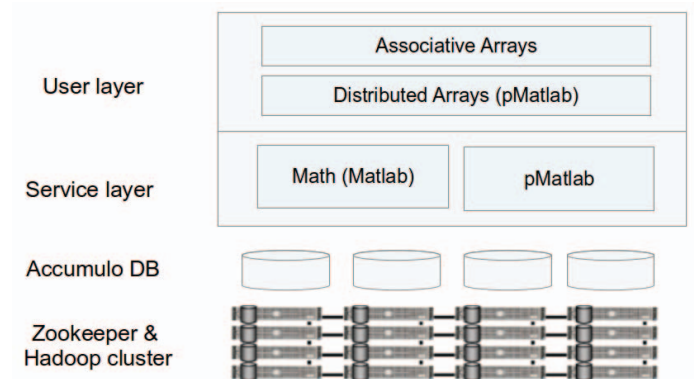 Associative Arrays
User layer
Distributed Arrays (pMatlab)
Math (Matlab)
pMatlab
Service layer
Accumulo DB
Zookeeper &
Hadoop cluster